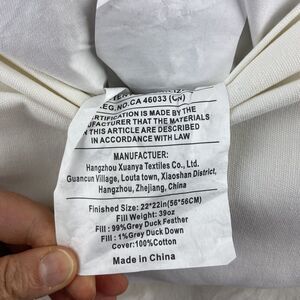 REG.NO.CA 46033 (CN)
CERTIFICATION IS MADE BY THE
MANUFACTURER THAT THE MATERIALS
IN THIS ARTICLE ARE DESCRIBED
IN ACCORDANCE WITH LAW
MANUFACTUER:
Hangzhou Xuanya Textiles Co., Ltd.
Guancun Village, Louta town, Xiaoshan District,
Hangzhou, Zhejiang, China
Finished Size: 22*22in(56*56CM)
Fill Weight: 39oz
Fill : 99%Grey Duck Feather
Fill : 1%Grey Duck Down
Cover:100%Cotton
Made in China